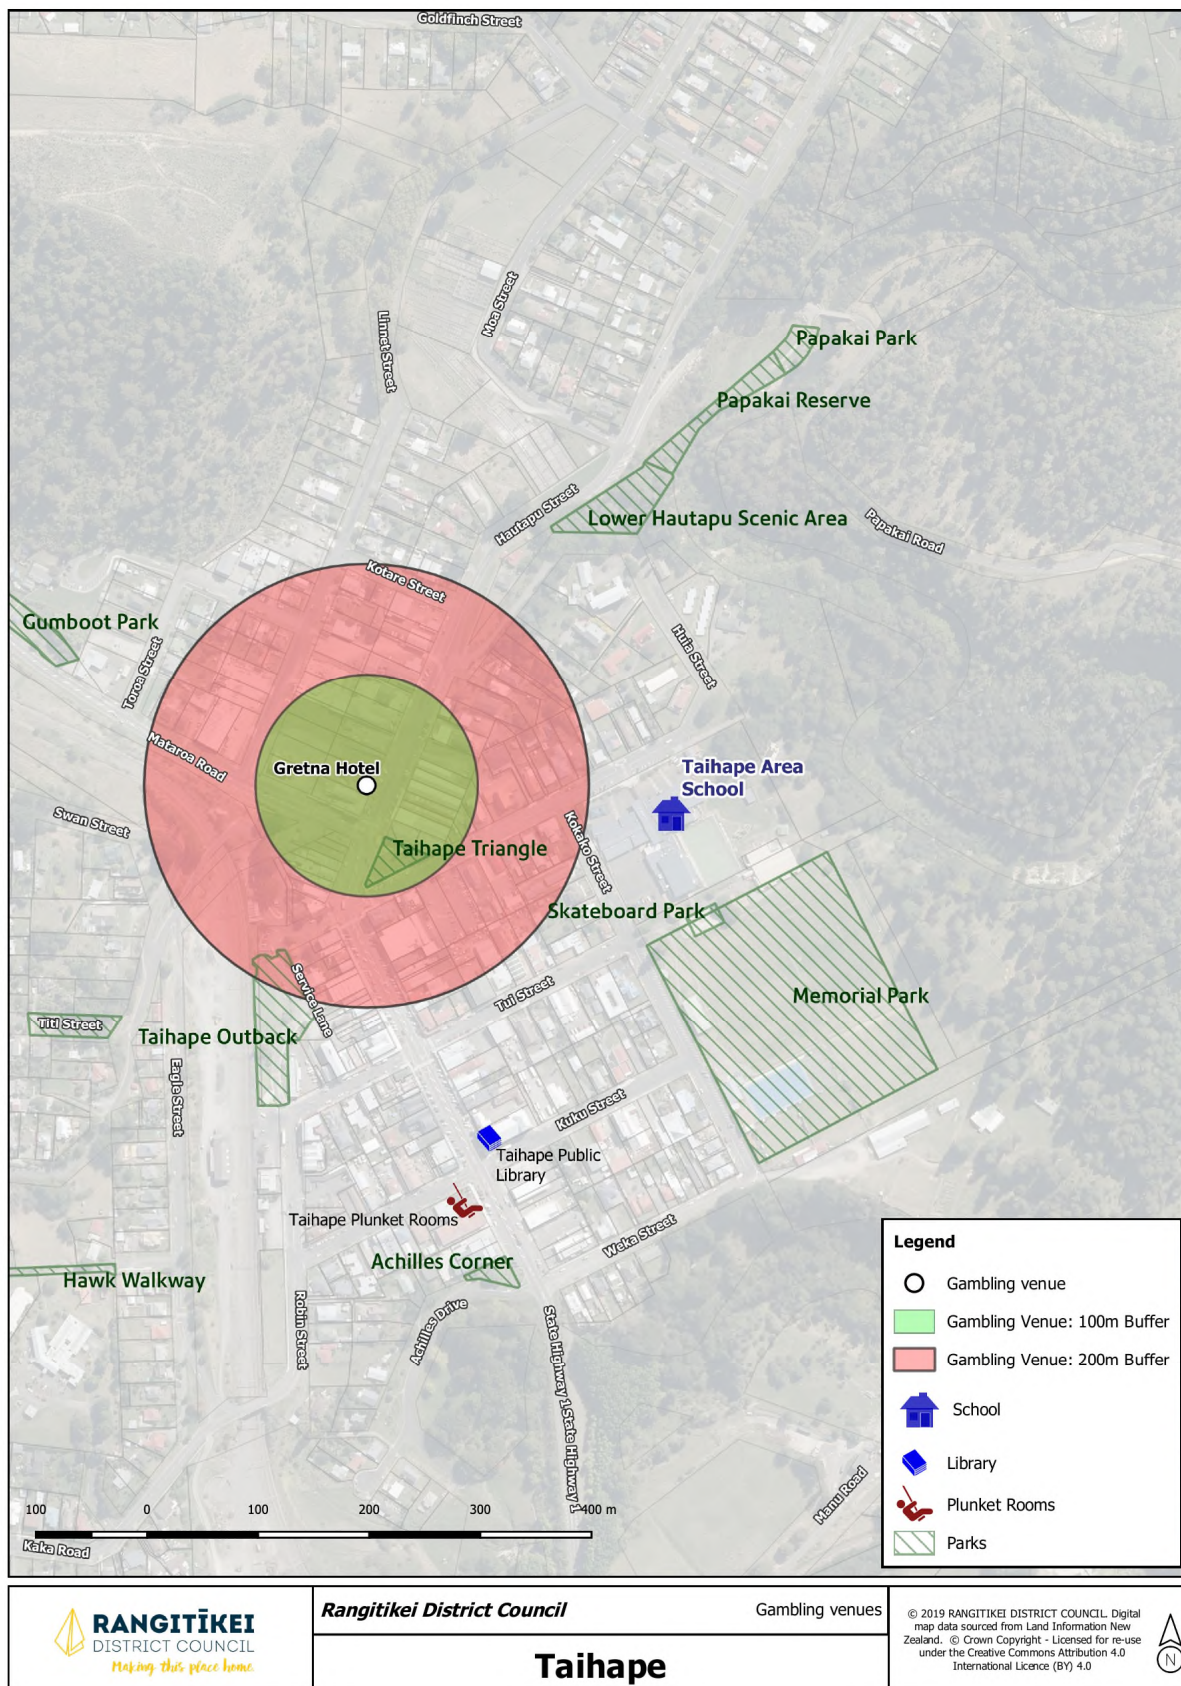 Goldfinch Street
Moa Street
Linnet Street
Papakai Park
Papakai Reserve
Hautapu Street
Lower Hautapu Scenic Area
Papakai Road
Kotare Street
Gumboot Park
Toroa Street
Huia Street
Mataroa Road
Gretna Hotel
Taihape Area
School
Swan Street
Kokako Street
Taihape Triangle
Skateboard Park
Service Lane
Tui Street
Memorial Park
Titi Street
Taihape Outback
Eagle Street
Kuku Street
Taihape Public
Library
Taihape Plunket Rooms
Weka Street
Achilles Corner
Hawk Walkway
Robin Street
Achilles Drive
State Highway 1
State Highway 1
Manu Road
Kaka Road
100 0 100 200 300 400 m
Legend
Gambling venue
Gambling Venue: 100m Buffer
Gambling Venue: 200m Buffer
School
Library
Plunket Rooms
Parks
RANGITĪKEI
DISTRICT COUNCIL
Making this place home.
Rangitikei District Council
Gambling venues
Taihape
© 2019 RANGITIKEI DISTRICT COUNCIL. Digital
map data sourced from Land Information New
Zealand. © Crown Copyright - Licensed for re-use
under the Creative Commons Attribution 4.0
International Licence (BY) 4.0
N